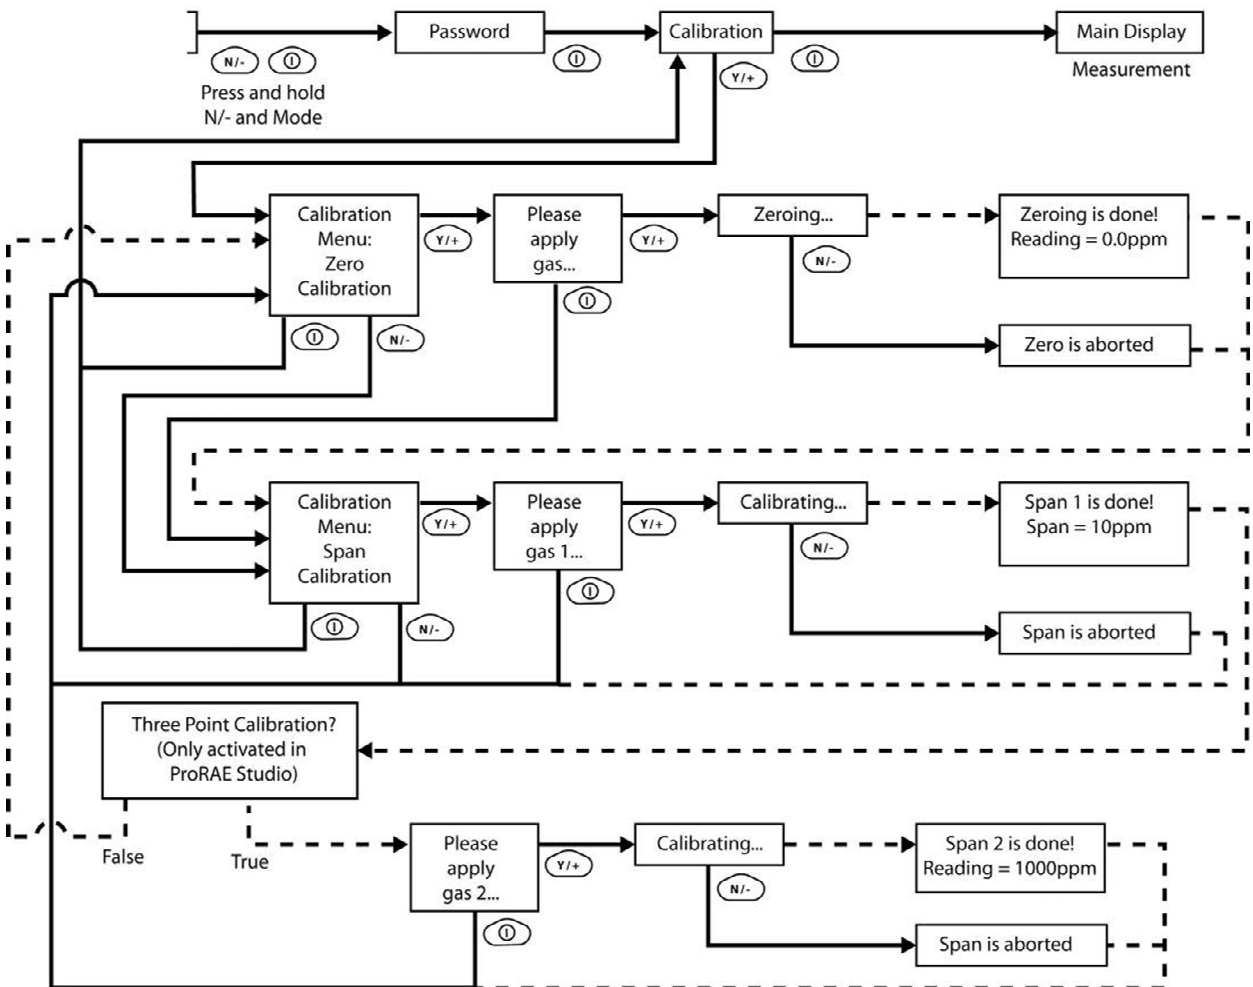 Password
Calibration
Main Display
N/-
Y/+
Press and hold
N/- and Mode
Measurement
Calibration
Menu:
Zero
Calibration
Y/+
Please
apply
gas...
Y/+
Zeroing...
N/-
Zeroing is done!
Reading = 0.0ppm
N/-
Zero is aborted
Calibration
Menu:
Span
Calibration
Y/+
Please
apply
gas 1...
Y/+
Calibrating...
N/-
Span 1 is done!
Span = 10ppm
N/-
Span is aborted
Three Point Calibration?
(Only activated in
ProRAE Studio)
False
True
Please
apply
gas 2...
Y/+
Calibrating...
N/-
Span 2 is done!
Reading = 1000ppm
Span is aborted